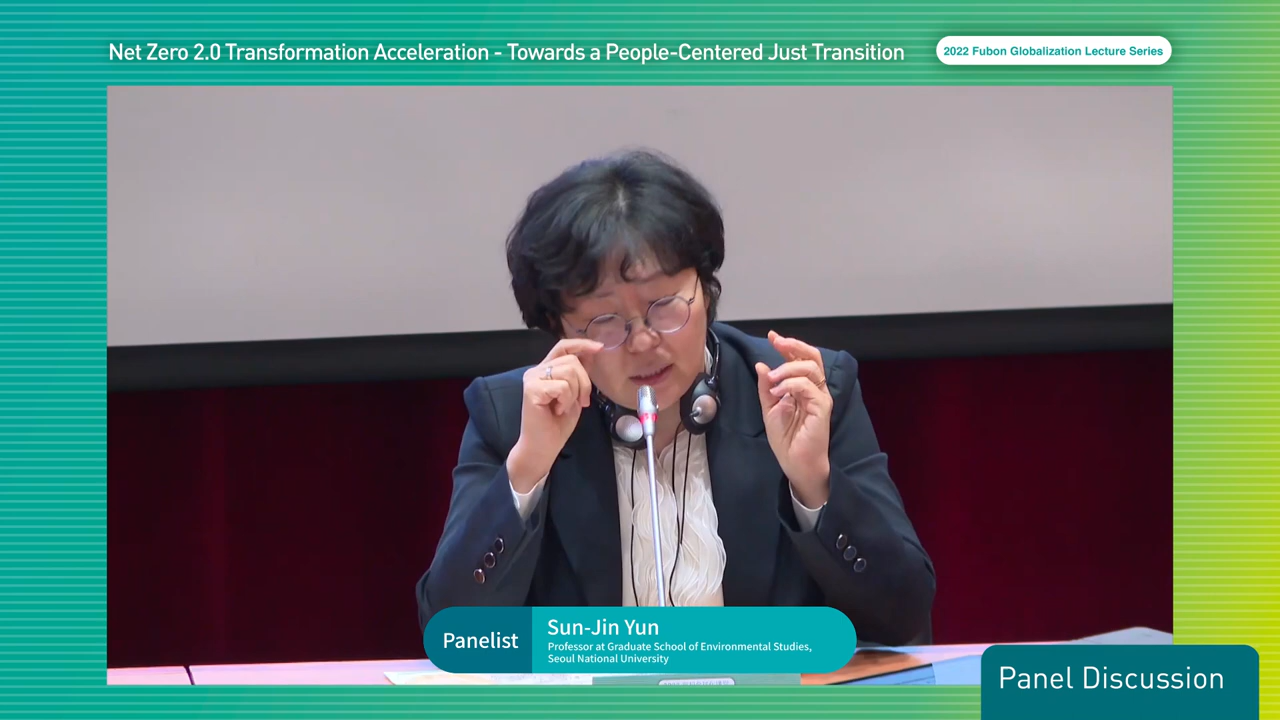 Net Zero 2.0 Transformation Acceleration - Towards a People-Centered Just Transition
2022 Fubon Globalization Lecture Series
Panelist
Sun-Jin Yun
Professor at Graduate School of Environmental Studies,
Seoul National University
Panel Discussion